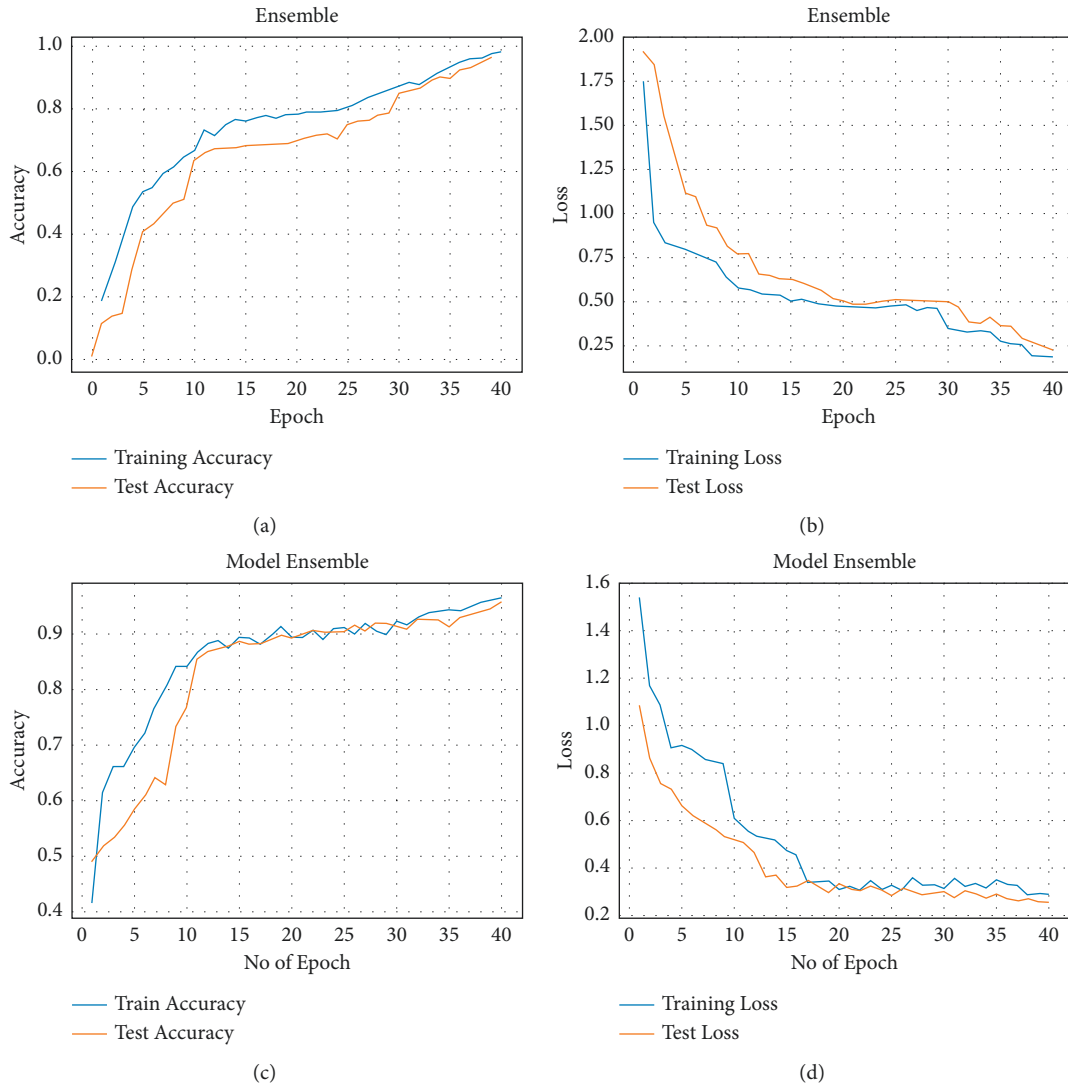 Ensemble
1.0
0.8
0.6
0.4
0.2
0.0
Accuracy
0 5 10 15 20 25 30 35 40
Epoch
Training Accuracy
Test Accuracy
(a)
Ensemble
2.00
1.75
1.50
1.25
1.00
0.75
0.50
0.25
Loss
0 5 10 15 20 25 30 35 40
Epoch
Training Loss
Test Loss
(b)
Model Ensemble
0.9
0.8
0.7
0.6
0.5
0.4
Accuracy
0 5 10 15 20 25 30 35 40
No of Epoch
Train Accuracy
Test Accuracy
(c)
Model Ensemble
1.6
1.4
1.2
1.0
0.8
0.6
0.4
0.2
Loss
0 5 10 15 20 25 30 35 40
No of Epoch
Training Loss
Test Loss
(d)